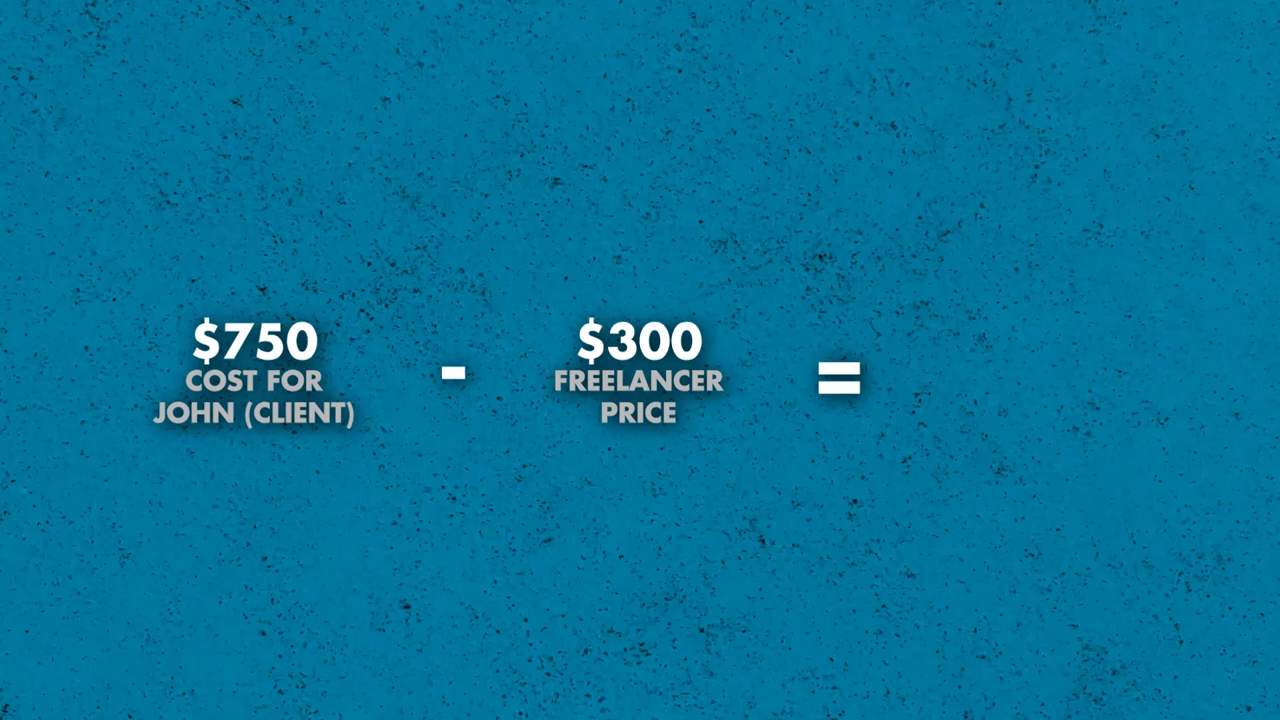 $750
COST FOR
JOHN (CLIENT)
-
$300
FREELANCER
PRICE
=